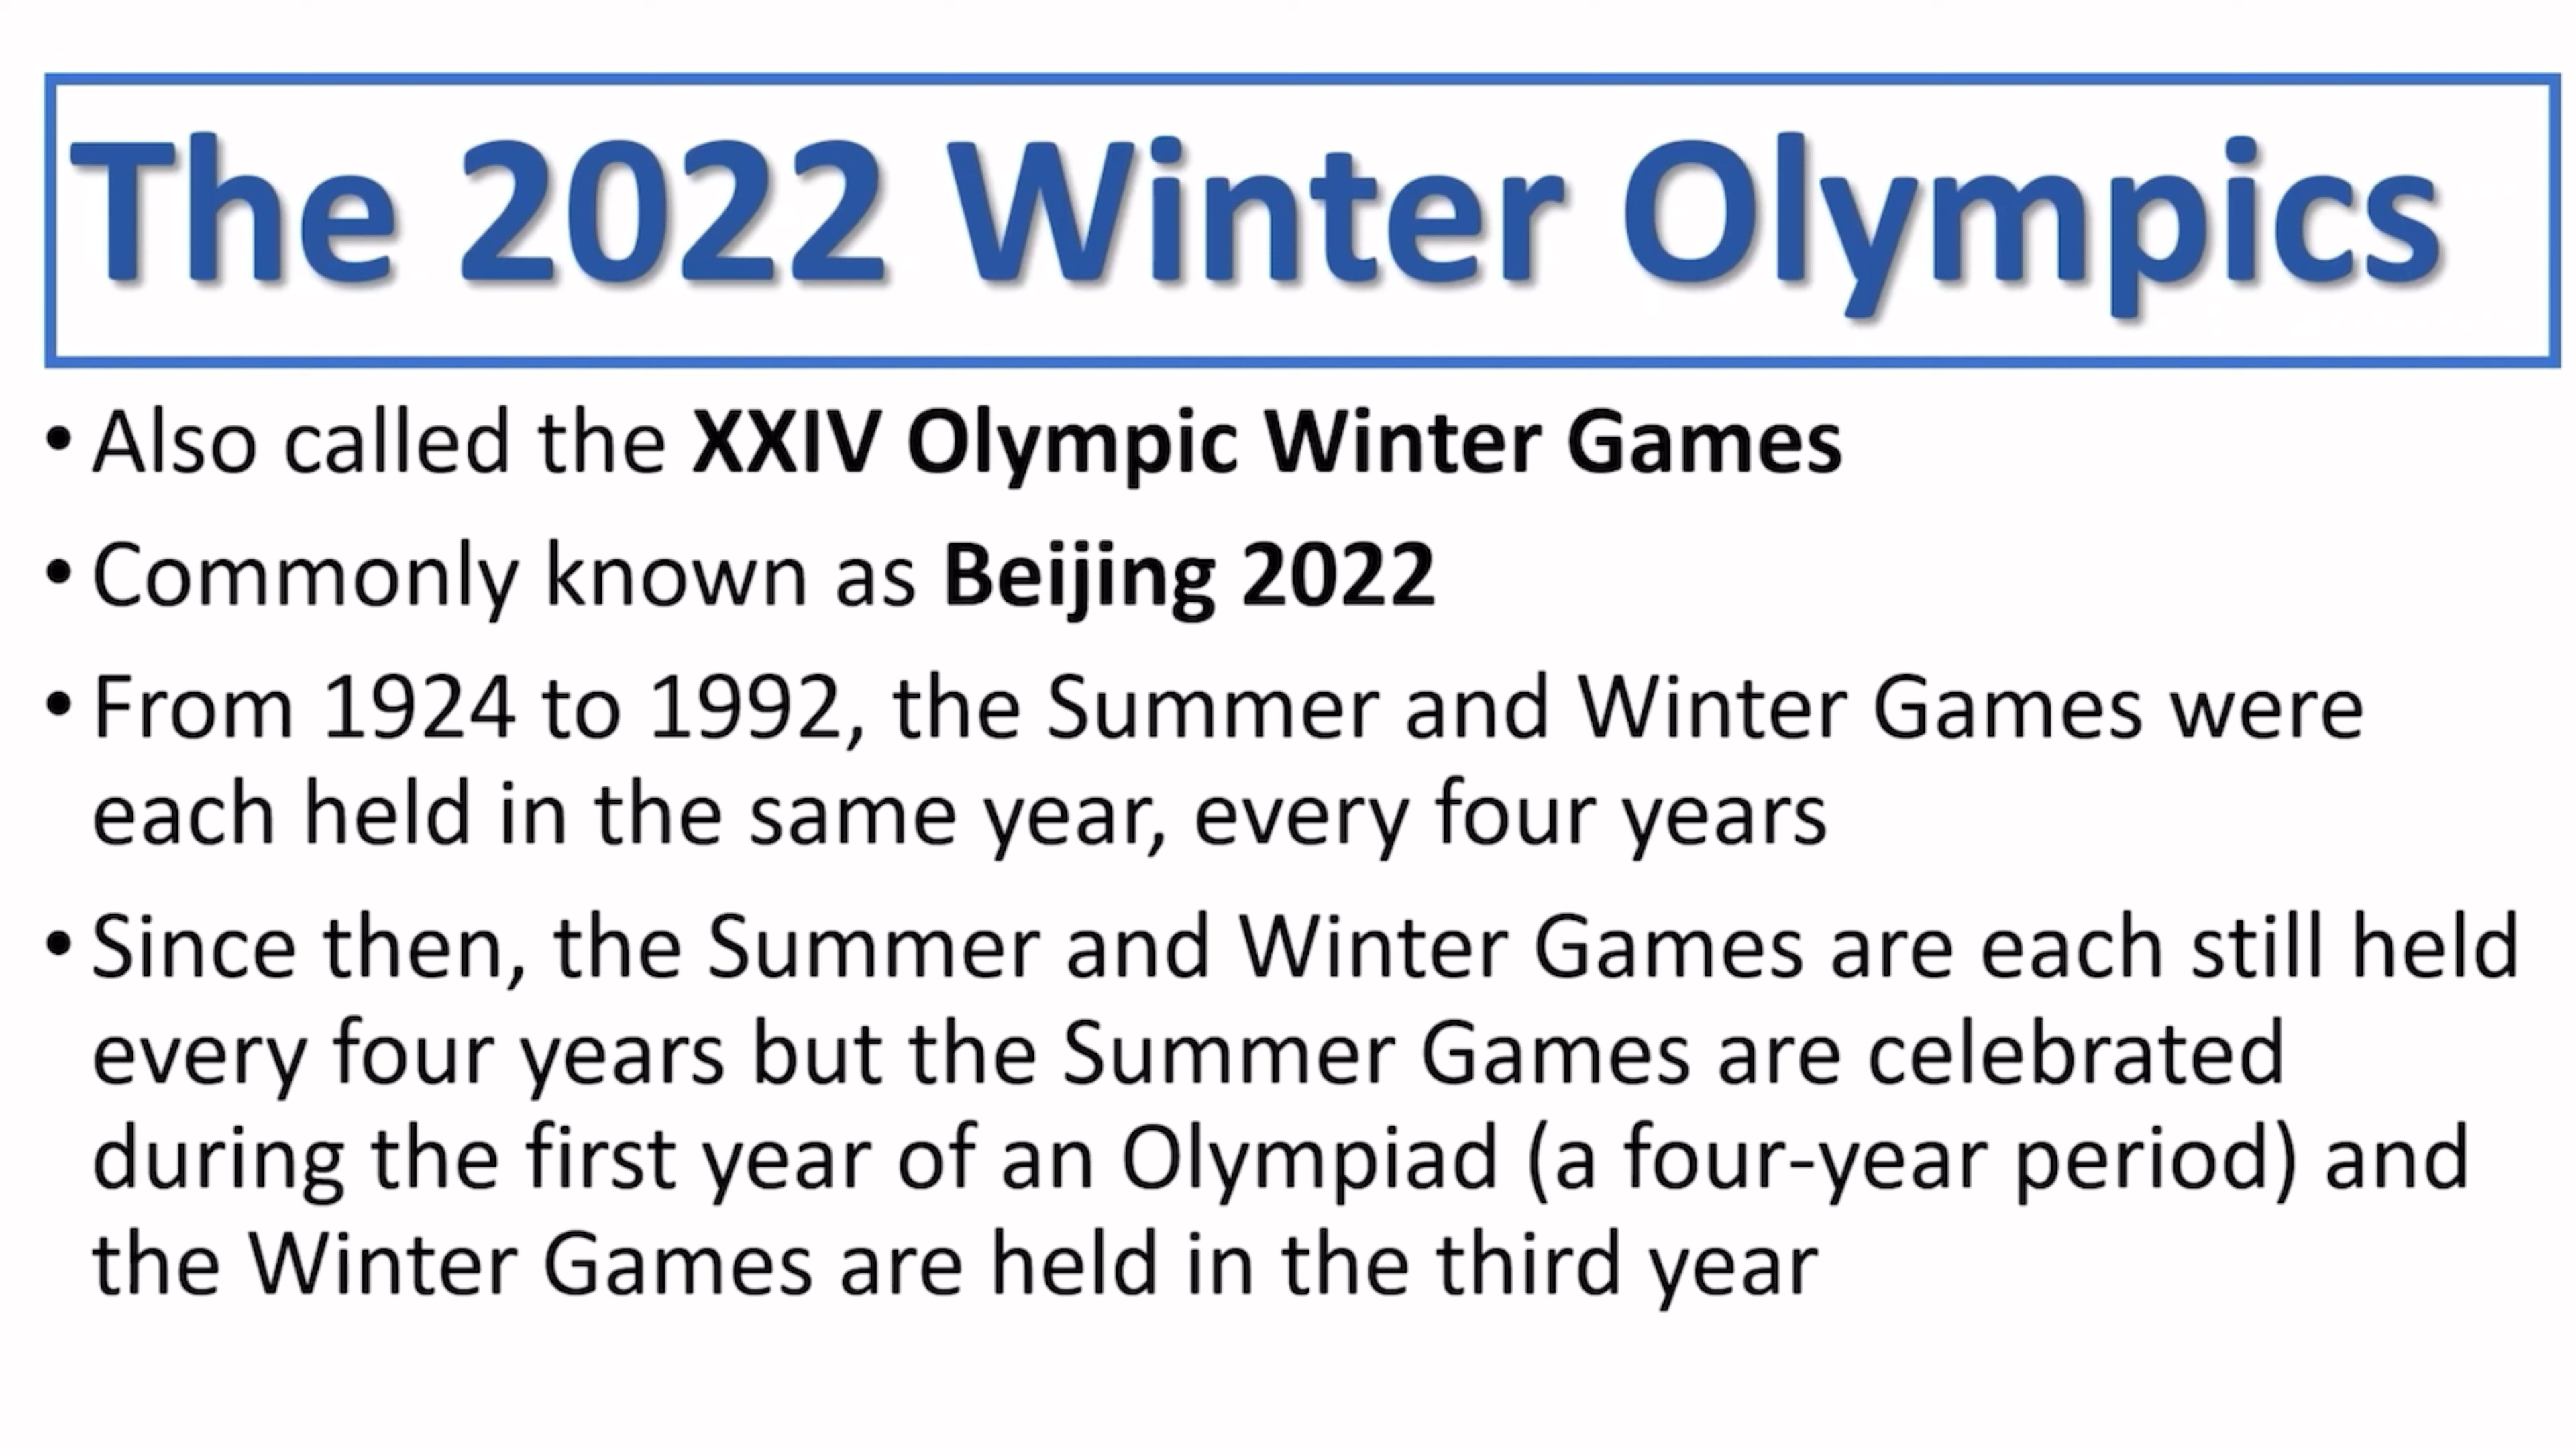 The 2022 Winter Olympics
• Also called the XXIV Olympic Winter Games
• Commonly known as Beijing 2022
• From 1924 to 1992, the Summer and Winter Games were
each held in the same year, every four years
• Since then, the Summer and Winter Games are each still held
every four years but the Summer Games are celebrated
during the first year of an Olympiad (a four-year period) and
the Winter Games are held in the third year